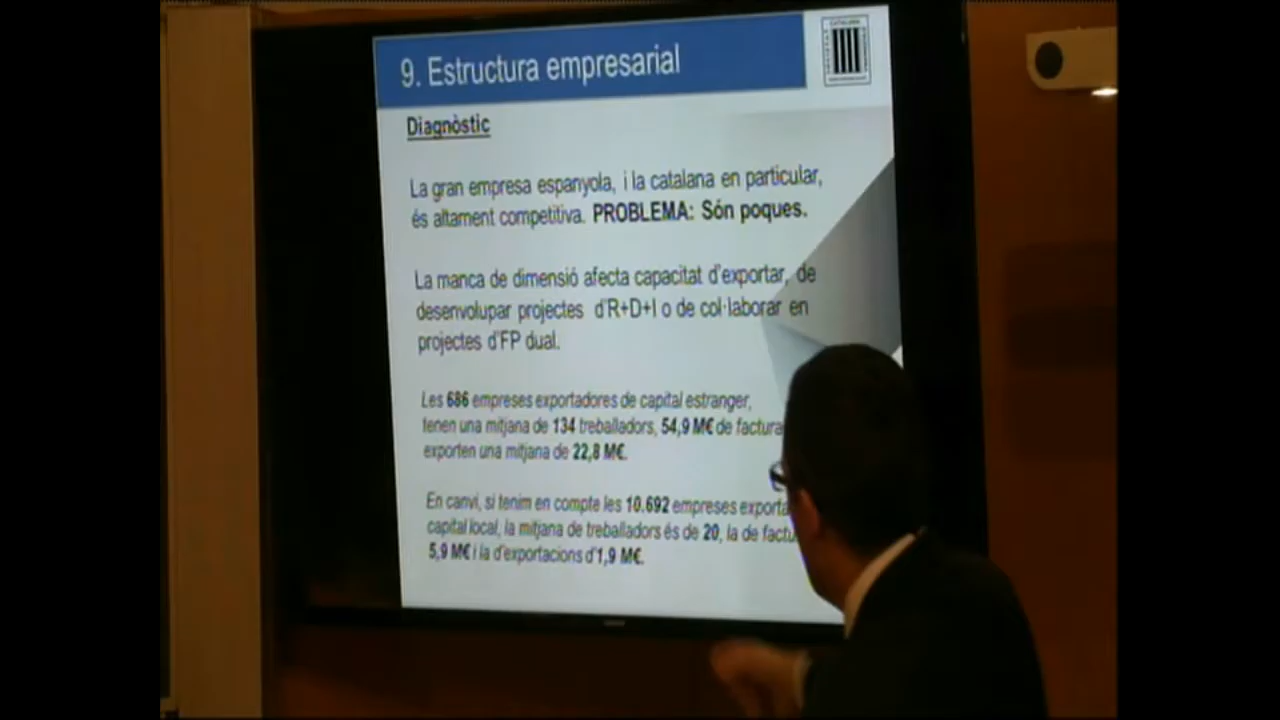 9. Estructura empresarial
Diagnòstic
La gran empresa espanyola, i la catalana en particular,
és altament competitiva. PROBLEMA: Són poques.
La manca de dimensió afecta capacitat d'exportar, de
desenvolupar projectes d'R+D+I o de col·laborar en
projectes d'FP dual.
Les 686 empreses exportadores de capital estranger,
tenen una mitjana de 134 treballadors, 54,9 M€ de factura
exporten una mitjana de 22,8 M€.
En canvi, si tenim en compte les 10.692 empreses exporta
capital local, la mitjana de treballadors és de 20, la de factu
5,9 M€ i la d'exportacions d'1,9 M€.